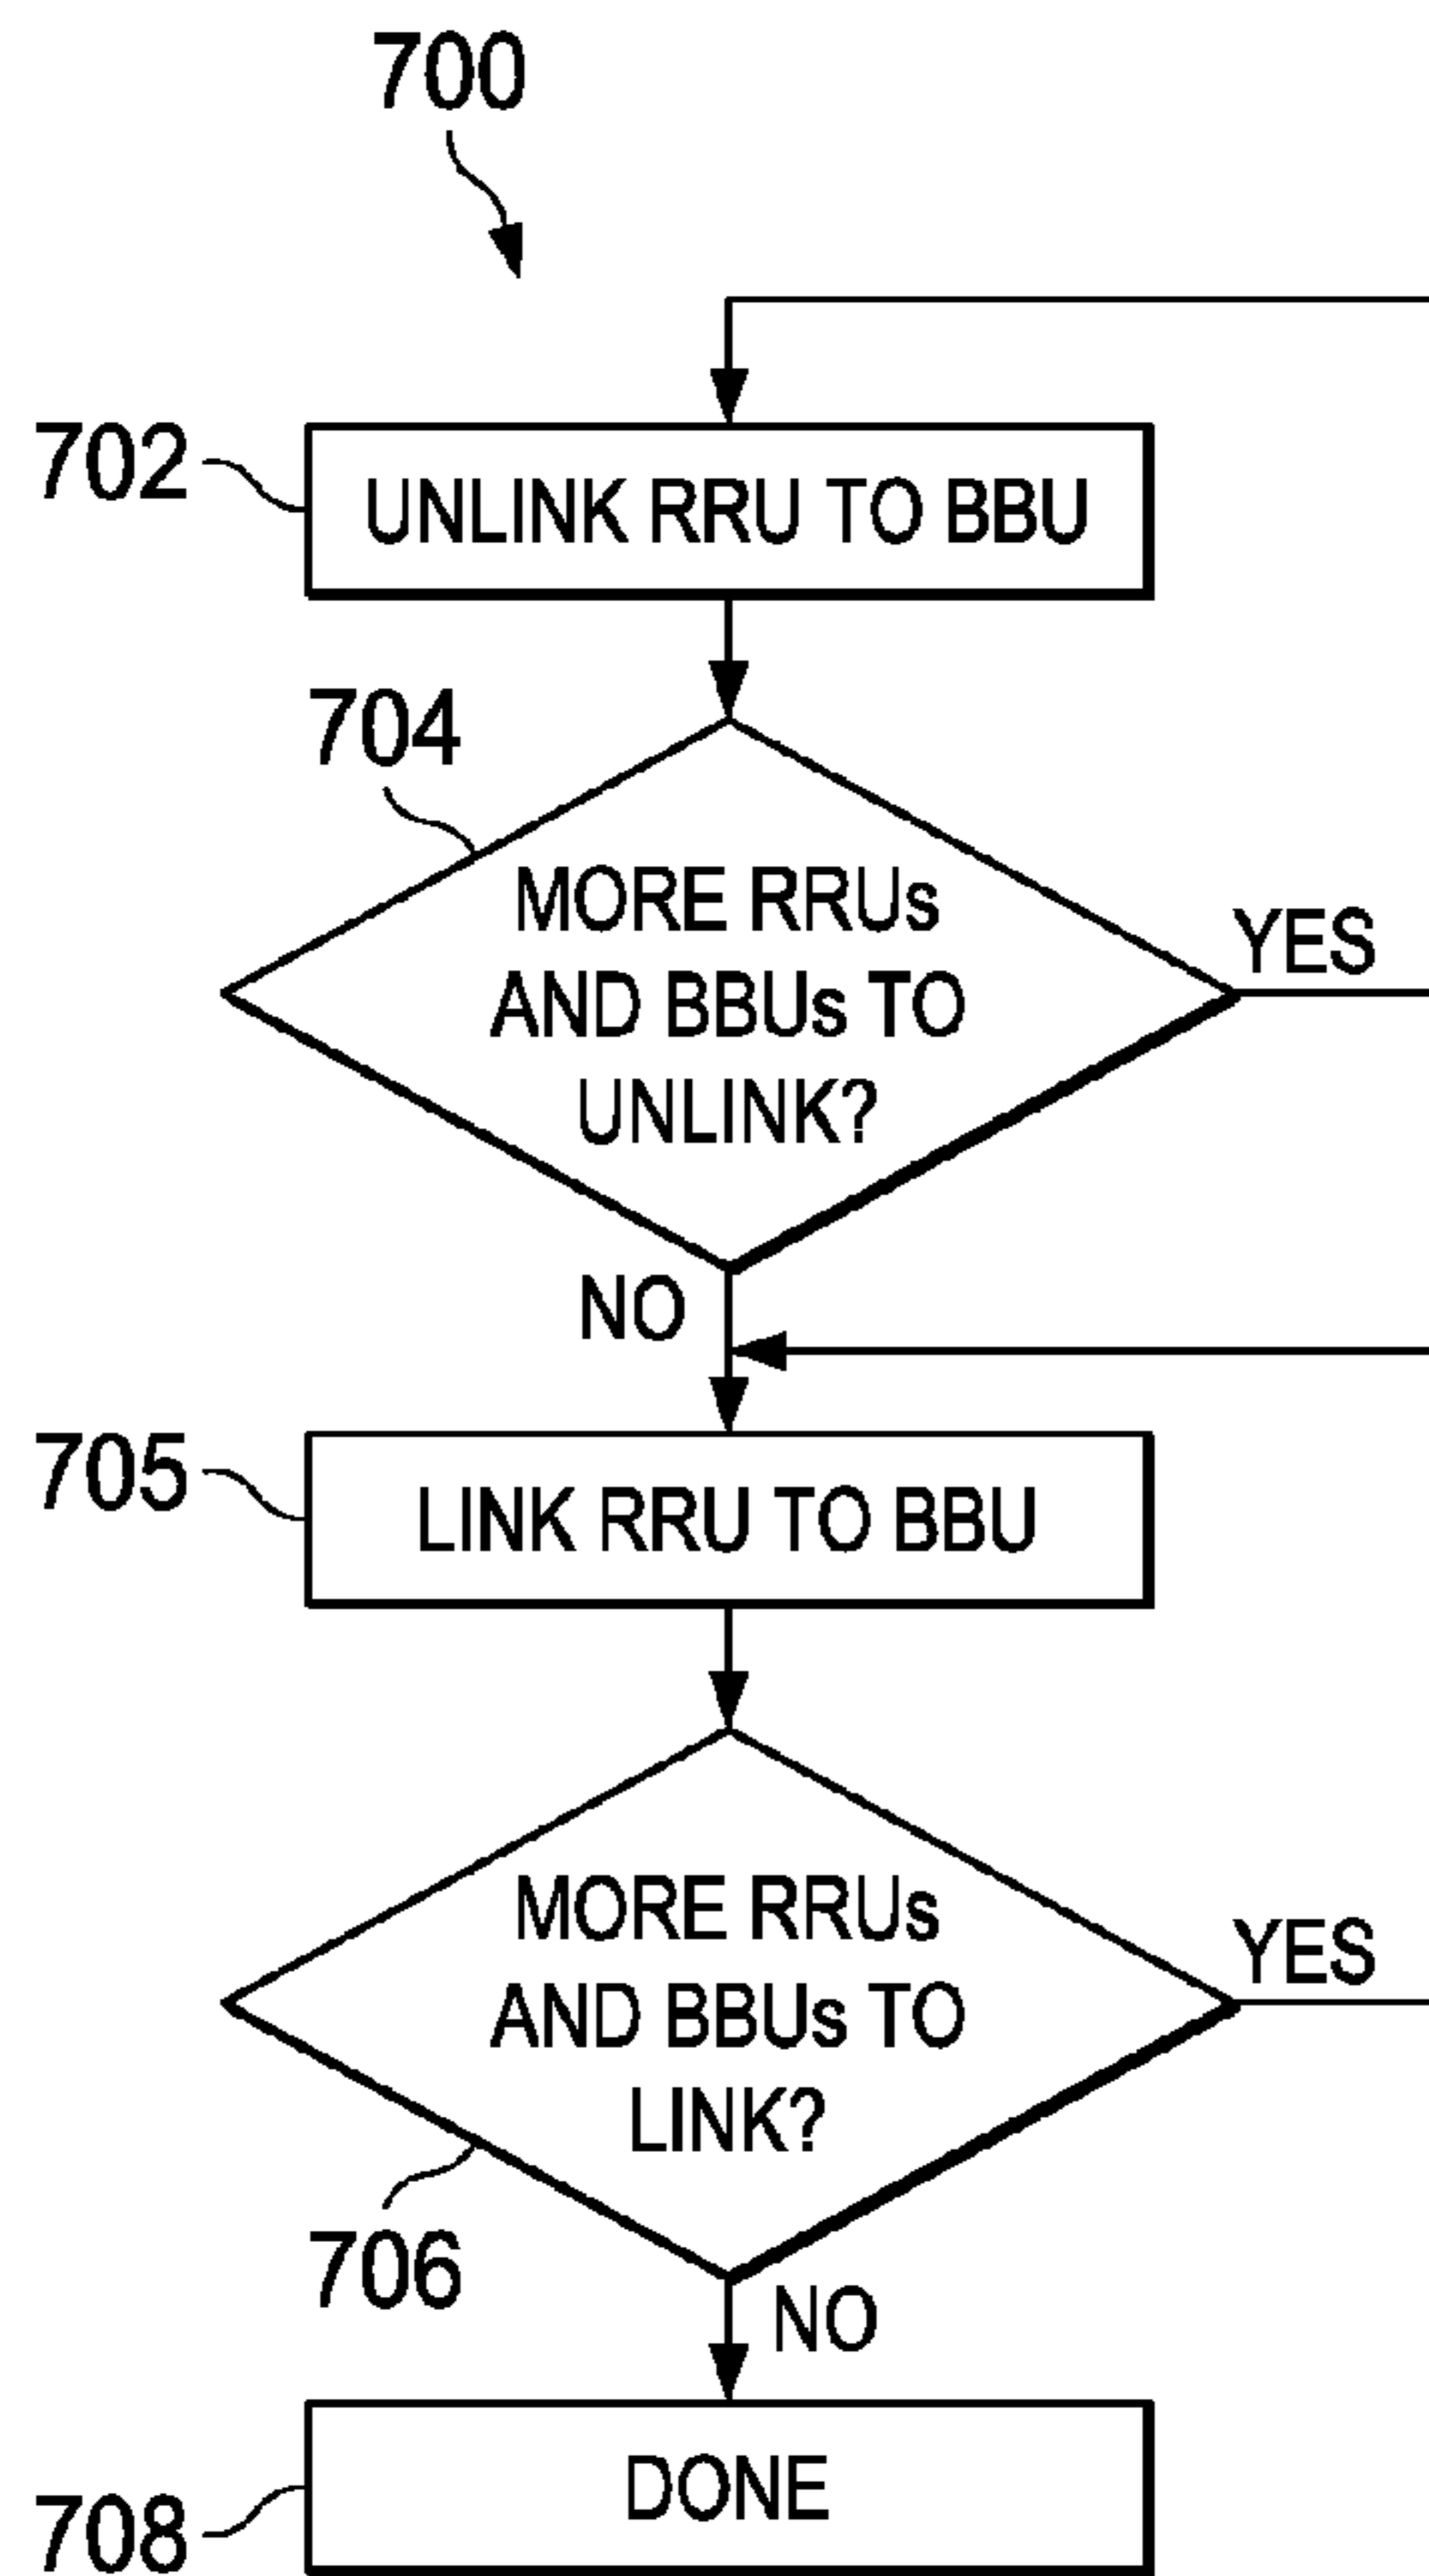 700
702
UNLINK RRU TO BBU
704
MORE RRUs
AND BBUs TO
UNLINK?
YES
NO
705
LINK RRU TO BBU
MORE RRUs
AND BBUs TO
LINK?
YES
706
NO
DONE
708